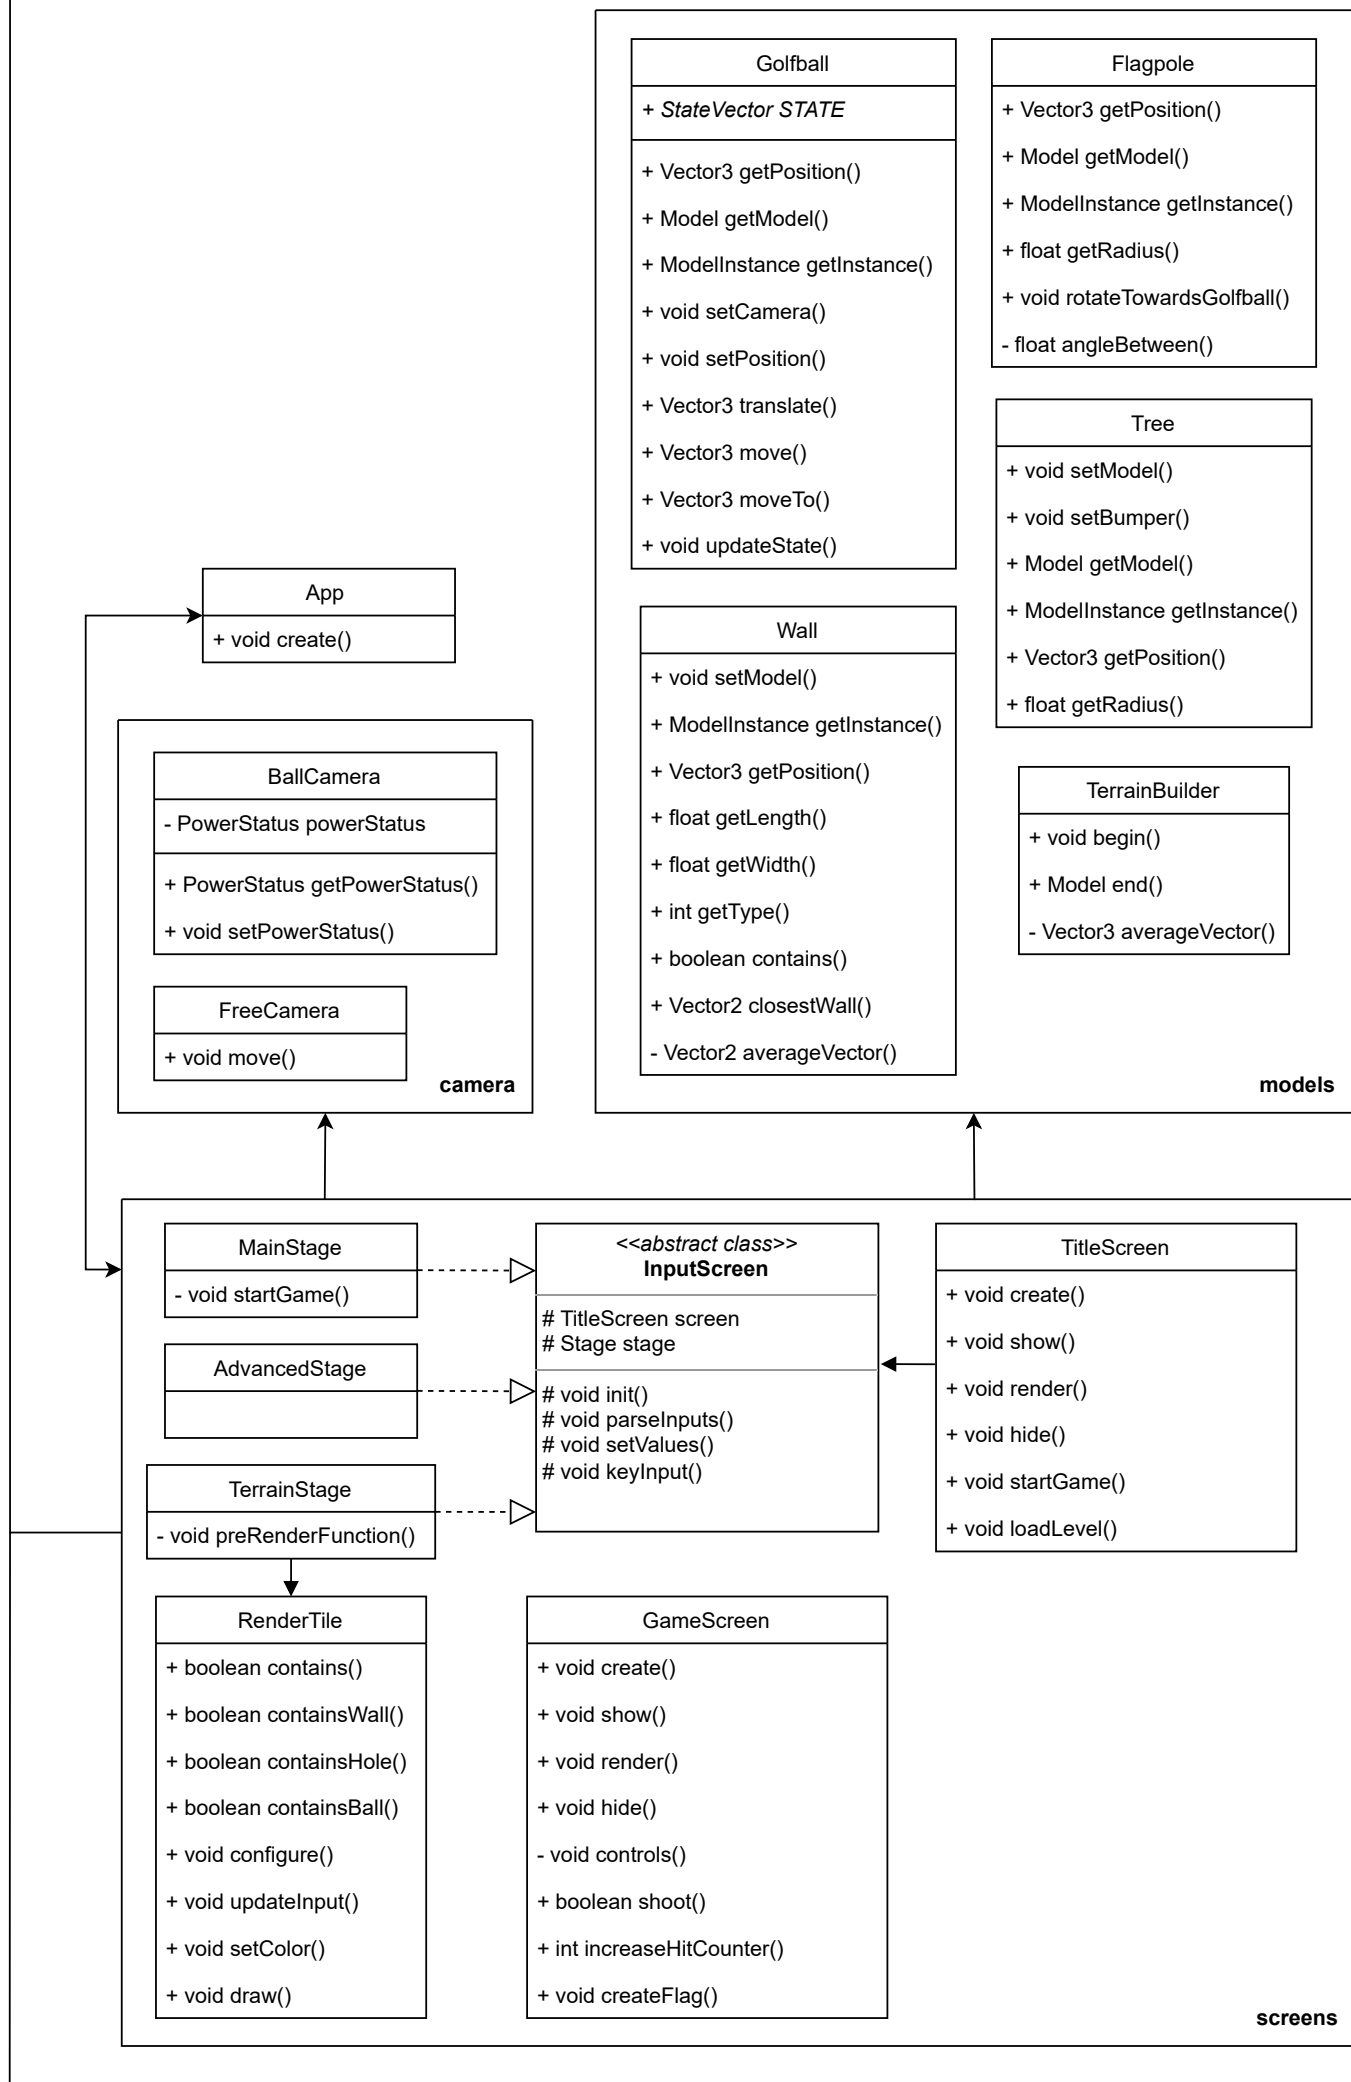 Golfball
+ StateVector STATE
+ Vector3 getPosition()
+ Model getModel()
+ ModelInstance getInstance()
+ void setCamera()
+ void setPosition()
+ Vector3 translate()
+ Vector3 move()
+ Vector3 moveTo()
+ void updateState()
Flagpole
+ Vector3 getPosition()
+ Model getModel()
+ ModelInstance getInstance()
+ float getRadius()
+ void rotateTowardsGolfball()
- float angleBetween()
Tree
+ void setModel()
+ void setBumper()
+ Model getModel()
+ ModelInstance getInstance()
+ Vector3 getPosition()
+ float getRadius()
App
+ void create()
Wall
+ void setModel()
+ ModelInstance getInstance()
+ Vector3 getPosition()
+ float getLength()
+ float getWidth()
+ int getType()
+ boolean contains()
+ Vector2 closestWall()
- Vector2 averageVector()
TerrainBuilder
+ void begin()
+ Model end()
- Vector3 averageVector()
models
BallCamera
- PowerStatus powerStatus
+ PowerStatus getPowerStatus()
+ void setPowerStatus()
FreeCamera
+ void move()
camera
MainStage
- void startGame()
AdvancedStage
TerrainStage
- void preRenderFunction()
<<abstract class>>
InputScreen
# TitleScreen screen
# Stage stage
# void init()
# void parseInputs()
# void setValues()
# void keyInput()
TitleScreen
+ void create()
+ void show()
+ void render()
+ void hide()
+ void startGame()
+ void loadLevel()
RenderTile
+ boolean contains()
+ boolean containsWall()
+ boolean containsHole()
+ boolean containsBall()
+ void configure()
+ void updateInput()
+ void setColor()
+ void draw()
GameScreen
+ void create()
+ void show()
+ void render()
+ void hide()
- void controls()
+ boolean shoot()
+ int increaseHitCounter()
+ void createFlag()
screens